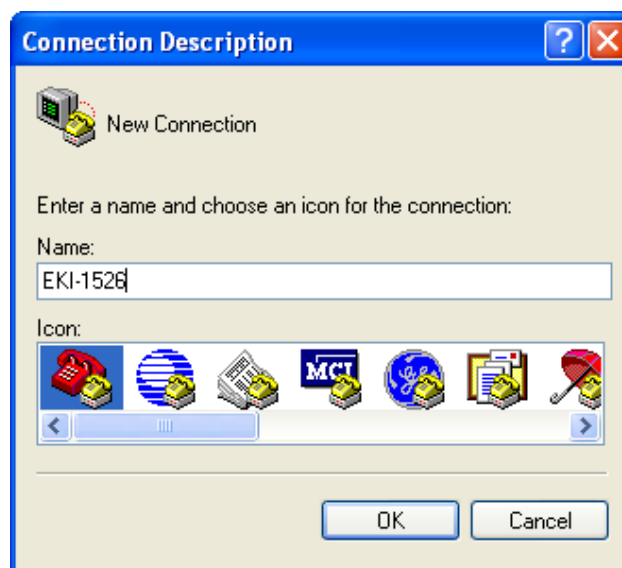 Connection Description
New Connection
Enter a name and choose an icon for the connection:
Name:
EKI-1526
Icon:
MCI
OK Cancel